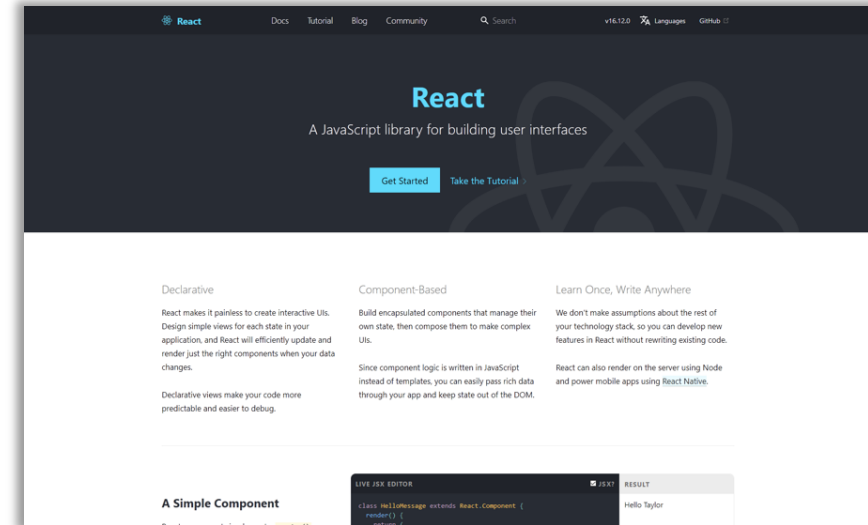 React
Docs Tutorial Blog Community
Search
v16.12.0 Languages GitHub
React
A JavaScript library for building user interfaces
Get Started Take the Tutorial
Declarative
React makes it painless to create interactive UIs.
Design simple views for each state in your
application, and React will efficiently update and
render just the right components when your data
changes.
Declarative views make your code more
predictable and easier to debug.
Component-Based
Build encapsulated components that manage their
own state, then compose them to make complex
UIs.
Since component logic is written in JavaScript
instead of templates, you can easily pass rich data
through your app and keep state out of the DOM.
Learn Once, Write Anywhere
We don't make assumptions about the rest of
your technology stack, so you can develop new
features in React without rewriting existing code.
React can also render on the server using Node
and power mobile apps using React Native.
A Simple Component
LIVE JSX EDITOR
JSX?
class HelloMessage extends React.Component {
render() {
RESULT
Hello Taylor